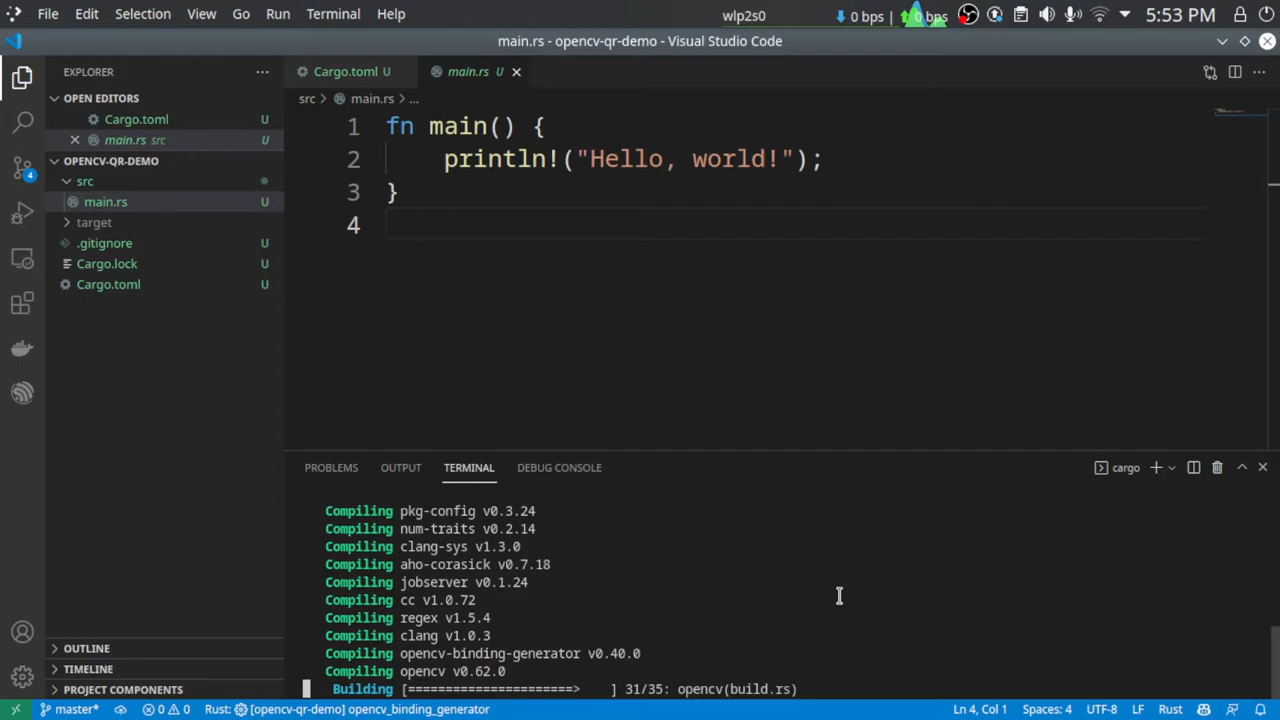 File Edit Selection View Go Run Terminal Help
wlp2s0 0 bps | 0 bps 5:53 PM
main.rs - opencv-qr-demo - Visual Studio Code
EXPLORER
OPEN EDITORS
Cargo.toml U
main.rs src U
OPENCV-QR-DEMO
src
main.rs U
target
.gitignore U
Cargo.lock U
Cargo.toml U
OUTLINE
TIMELINE
PROJECT COMPONENTS
4
Cargo.toml U main.rs U
src > main.rs > ...
1 fn main() {
2 println!("Hello, world!");
3 }
4
PROBLEMS OUTPUT TERMINAL DEBUG CONSOLE cargo
Compiling pkg-config v0.3.24
Compiling num-traits v0.2.14
Compiling clang-sys v1.3.0
Compiling aho-corasick v0.7.18
Compiling jobserver v0.1.24
Compiling cc v1.0.72
Compiling regex v1.5.4
Compiling clang v1.0.3
Compiling opencv-binding-generator v0.40.0
Compiling opencv v0.62.0
Building [=======================> ] 31/35: opencv(build.rs)
master* 0 0 Rust: [opencv-qr-demo] opencv_binding_generator Ln 4, Col 1 Spaces: 4 UTF-8 LF Rust